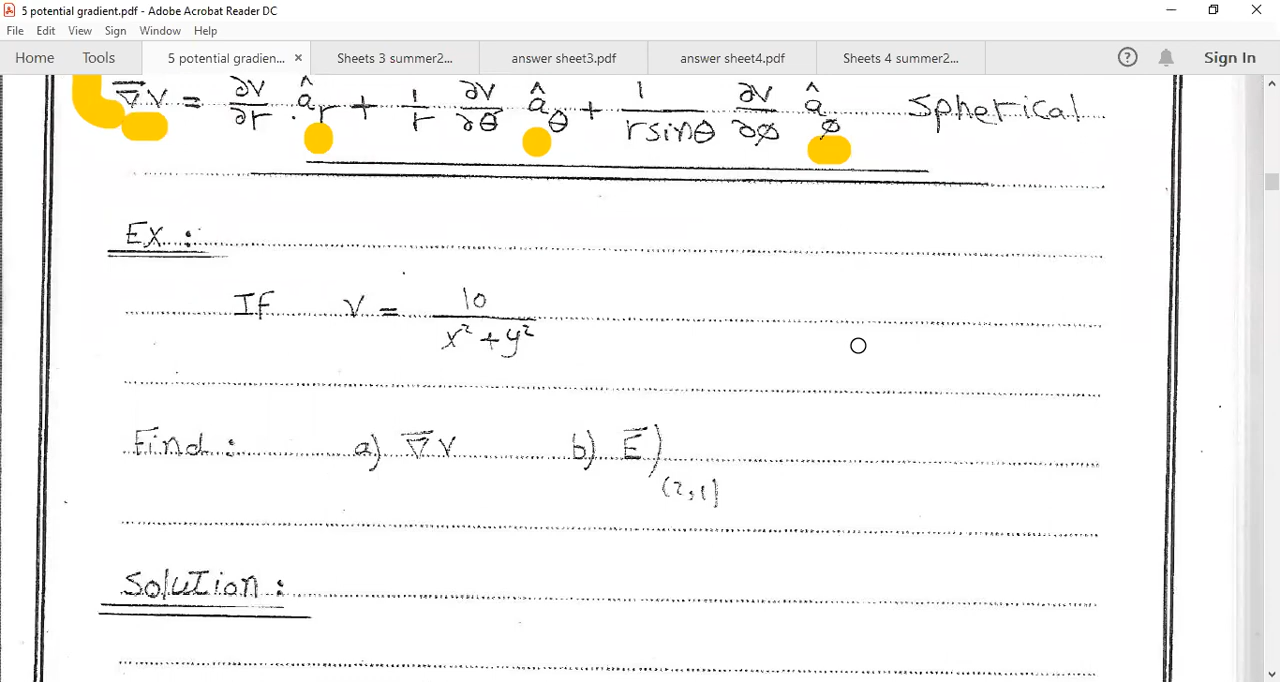 5 potential gradient.pdf - Adobe Acrobat Reader DC
File Edit View Sign Window Help
Home Tools 5 potential gradien... × Sheets 3 summr2... answer sheet3.pdf answer sheet4.pdf Sheets 4 summer2... Sign In
∇V = ∂V/∂r . âr + 1/r ∂V/∂θ âθ + 1/(r sinθ) ∂V/∂φ âφ Spherical
Ex :
IF V = 10/(x² + y²)
Find : a) ∇V b) E)(2,1)
Solution :